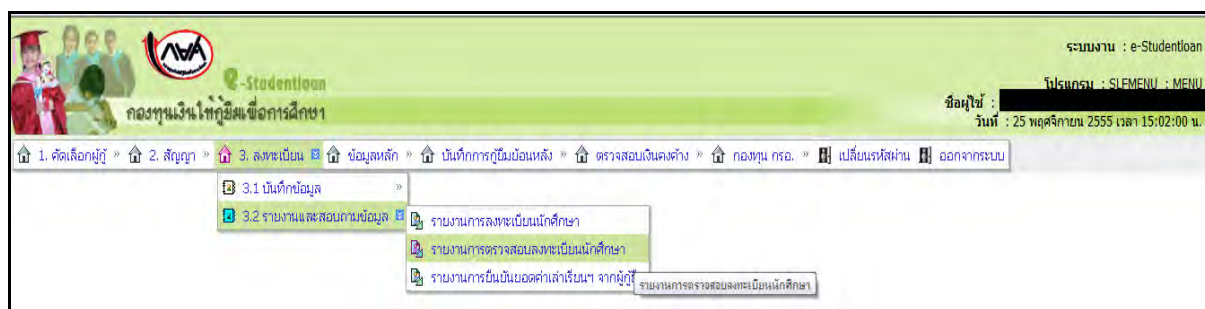 กยศ
ระบบงาน : e-Studentloan
e-Studentloan
โปรแกรม : SLFMENU : MENU
ชื่อผู้ใช้ :
กองทุนเงินให้กู้ยืมเพื่อการศึกษา
วันที่ : 25 พฤศจิกายน 2555 เวลา 15:02:00 น.
1. คัดเลือกผู้กู้ » 2. สัญญา » 3. ลงทะเบียน ข้อมูลหลัก » บันทึกการกู้ยืมย้อนหลัง » ตรวจสอบเงินคงค้าง » กองทุน กรอ. » เปลี่ยนรหัสผ่าน ออกจากระบบ
3.1 บันทึกข้อมูล »
3.2 รายงานและสอบถามข้อมูล
รายงานการลงทะเบียนนักศึกษา
รายงานการตรวจสอบลงทะเบียนนักศึกษา
รายงานการยืนยันยอดค่าเล่าเรียนฯ จากผู้กู้
รายงานการตรวจสอบลงทะเบียนนักศึกษา